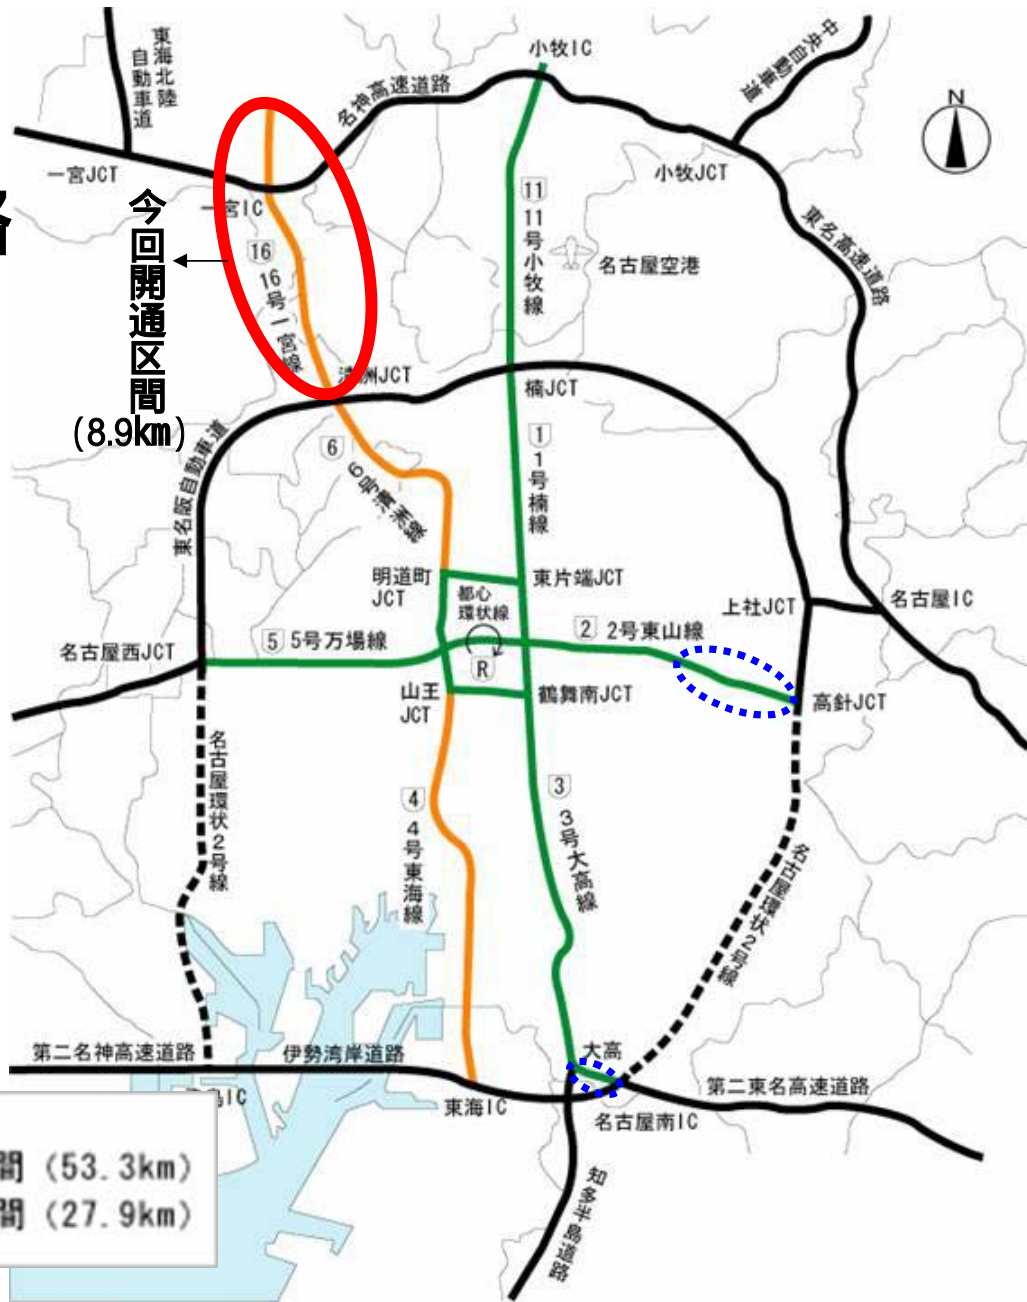 小牧IC
東海北陸
自動車道
名神高速道路
中央自動車道
N
一宮JCT
小牧JCT
一宮IC
今回開通区間
(8.9km)
16
16号一宮線
11
11号小牧線
名古屋空港
東名高速道路
清洲JCT
楠JCT
東名阪自動車道
6
6号清洲線
1
1号楠線
明道町
JCT
東片端JCT
都心
環状線
R
上社JCT
名古屋IC
名古屋西JCT
5
5号万場線
2
2号東山線
山王
JCT
鶴舞南JCT
高針JCT
名古屋環状2号線
4
4号東海線
3
3号大高線
名古屋環状2号線
大高
第二名神高速道路
伊勢湾岸道路
第二東名高速道路
島IC
東海IC
名古屋南IC
知多半島道路
間 (53.3km)
間 (27.9km)